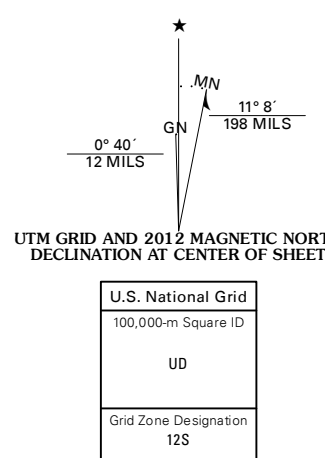 ★
MN
GN
11° 8´
198 MILS
0° 40´
12 MILS
UTM GRID AND 2012 MAGNETIC NORT
DECLINATION AT CENTER OF SHEET
U.S. National Grid
100,000-m Square ID
UD
Grid Zone Designation
12S